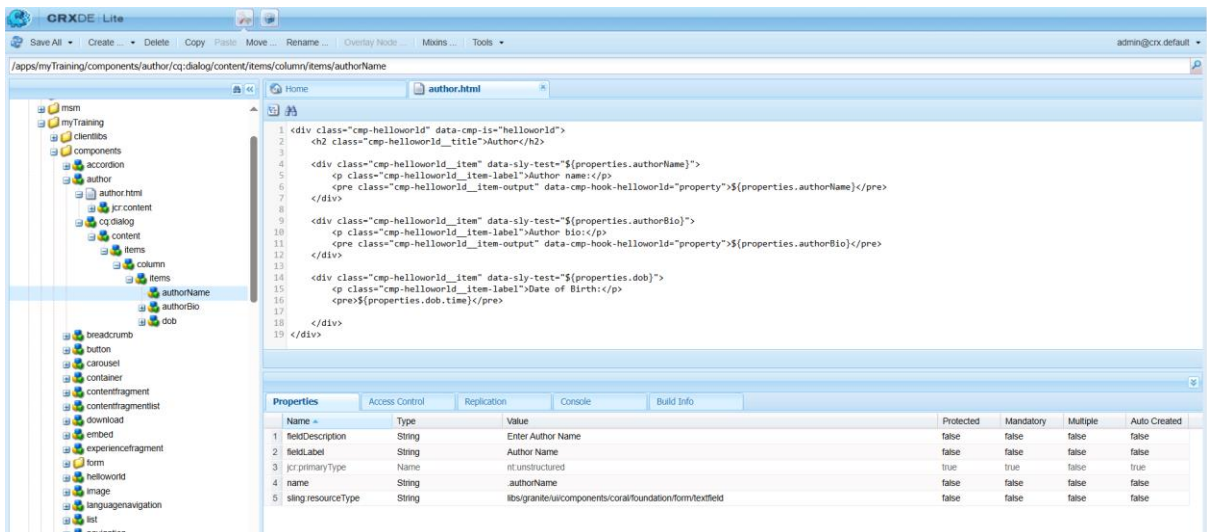 CRXDE Lite
Save All Create ... Delete Copy Paste Move ... Rename ... Overlay Node ... Mixins ... Tools admin@crx.default
/apps/myTraining/components/author/cq:dialog/content/items/column/items/authorName
Home author.html
msm
myTraining
clientlibs
components
accordion
author
author.html
jcr:content
cq:dialog
content
items
column
items
authorName
authorBio
dob
breadcrumb
button
carousel
container
contentfragment
contentfragmentlist
download
embed
experiencefragment
form
helloworld
image
languagenavigation
list
1 <div class="cmp-helloworld" data-cmp-is="helloworld">
2 <h2 class="cmp-helloworld__title">Author</h2>
3
4 <div class="cmp-helloworld__item" data-sly-test="${properties.authorName}">
5 <p class="cmp-helloworld__item-label">Author name:</p>
6 <pre class="cmp-helloworld__item-output" data-cmp-hook-helloworld="property">${properties.authorName}</pre>
7 </div>
8
9 <div class="cmp-helloworld__item" data-sly-test="${properties.authorBio}">
10 <p class="cmp-helloworld__item-label">Author bio:</p>
11 <pre class="cmp-helloworld__item-output" data-cmp-hook-helloworld="property">${properties.authorBio}</pre>
12 </div>
13
14 <div class="cmp-helloworld__item" data-sly-test="${properties.dob}">
15 <p class="cmp-helloworld__item-label">Date of Birth:</p>
16 <pre>${properties.dob.time}</pre>
17
18 </div>
19 </div>
Properties Access Control Replication Console Build Info
Name Type Value Protected Mandatory Multiple Auto Created
1 fieldDescription String Enter Author Name false false false false
2 fieldLabel String Author Name false false false false
3 jcr:primaryType Name nt:unstructured true true false true
4 name String .authorName false false false false
5 sling:resourceType String libs/granite/ui/components/coral/foundation/form/textfield false false false false